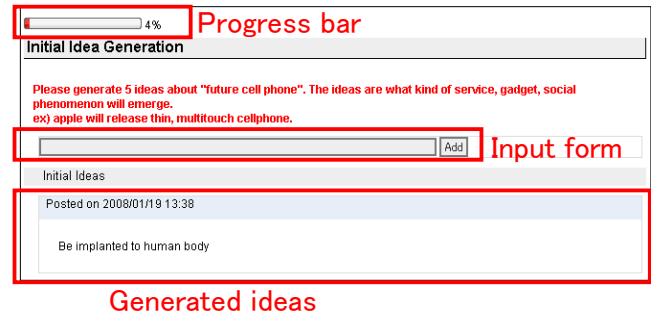 4% Progress bar
Initial Idea Generation
Please generate 5 ideas about "future cell phone". The ideas are what kind of service, gadget, social
phenomenon will emerge.
ex) apple will release thin, multitouch cellphone.
Add Input form
Initial Ideas
Posted on 2008/01/19 13:38
Be implanted to human body
Generated ideas